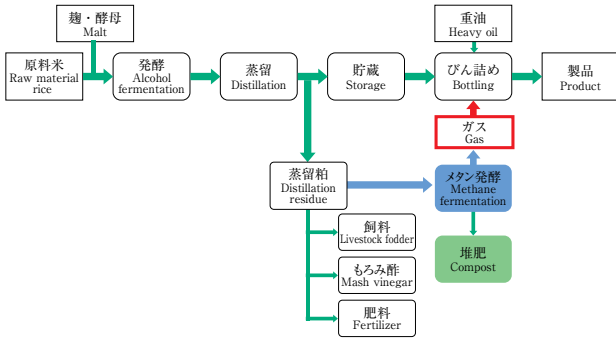 麹・酵母
Malt
重油
Heavy oil
原料米
Raw material
rice
発酵
Alcohol
fermentation
蒸留
Distillation
貯蔵
Storage
びん詰め
Bottling
製品
Product
ガス
Gas
蒸留粕
Distillation
residue
メタン発酵
Methane
fermentation
飼料
Livestock fodder
堆肥
Compost
もろみ酢
Mash vinegar
肥料
Fertilizer